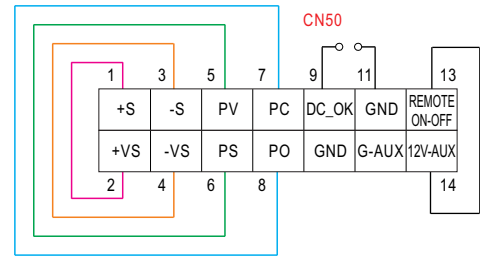 CN50
1 3 5 7 9 11 13
+S -S PV PC DC_OK GND REMOTE ON-OFF
+VS -VS PS PO GND G-AUX 12V-AUX
2 4 6 8 14